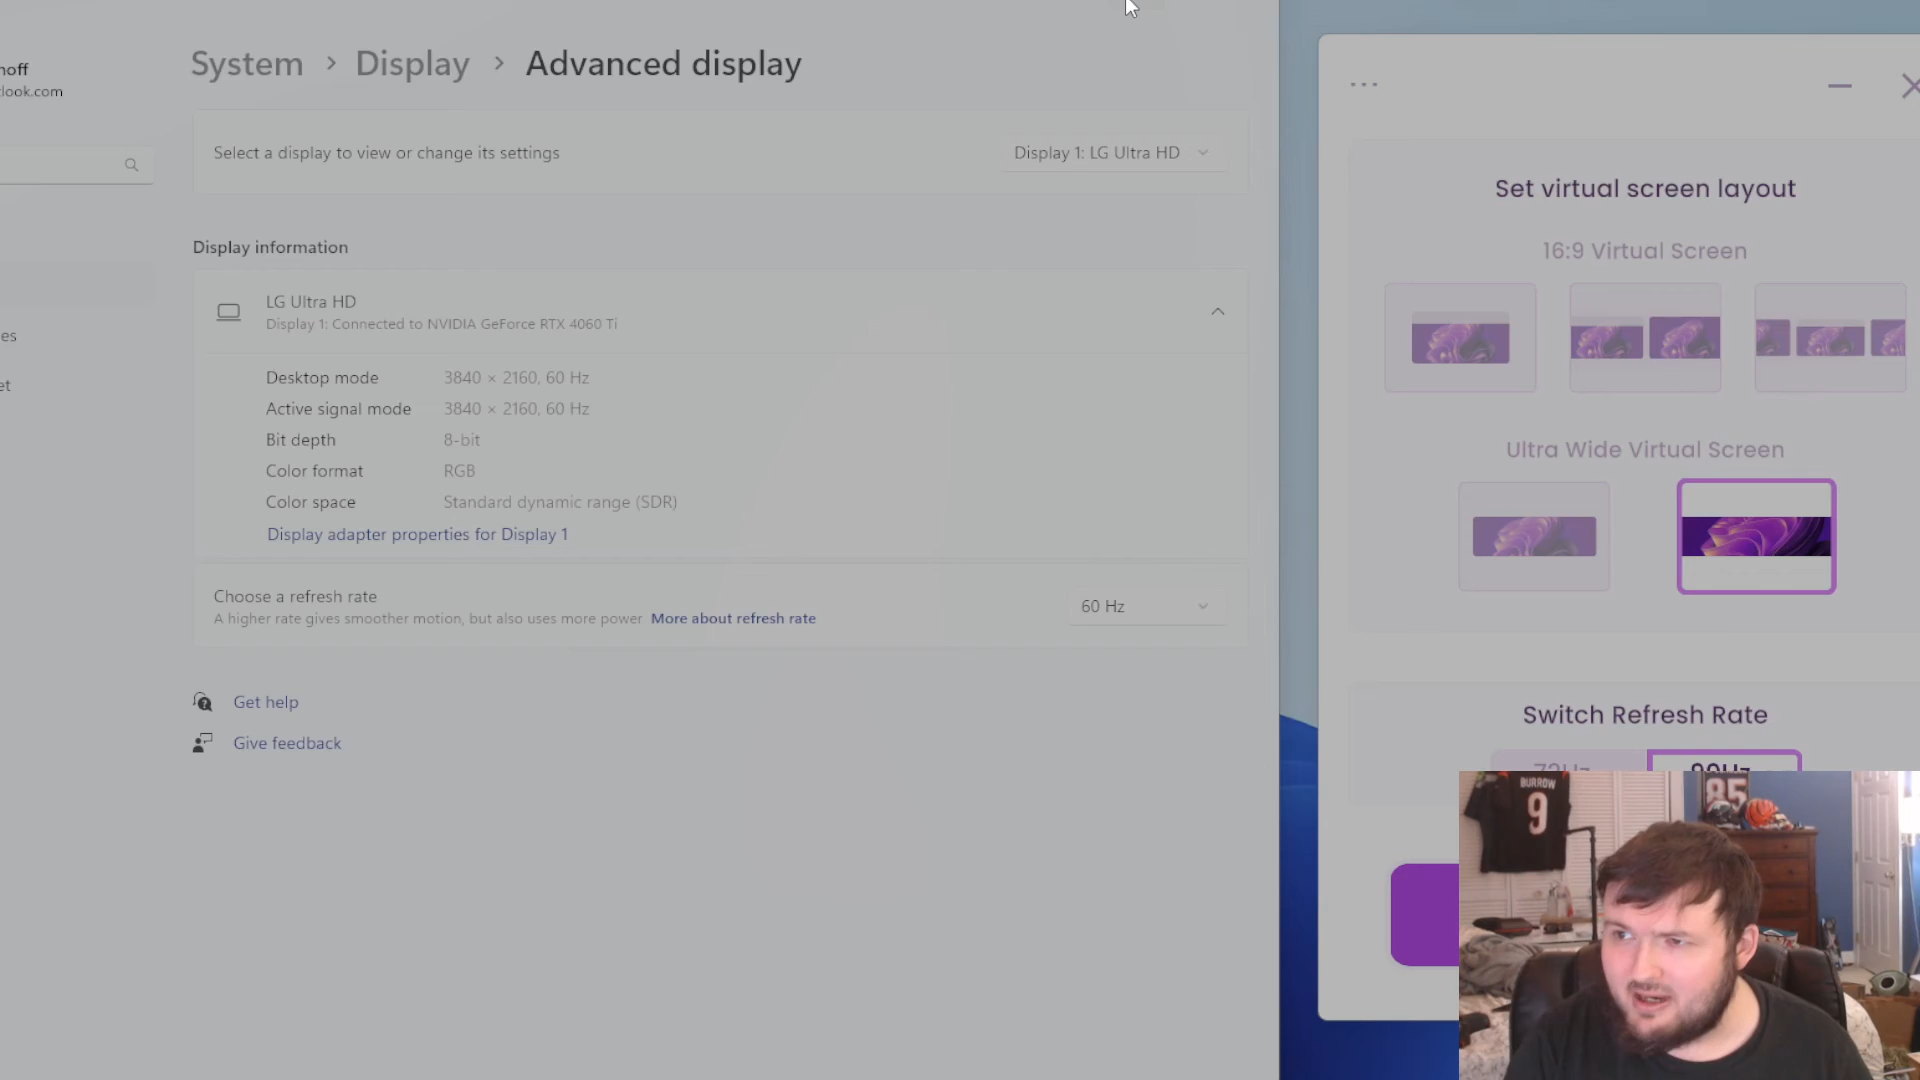 noff
look.com
es
et
System > Display > Advanced display
Select a display to view or change its settings
Display 1: LG Ultra HD
Display information
LG Ultra HD
Display 1: Connected to NVIDIA GeForce RTX 4060 Ti
Desktop mode 3840 × 2160, 60 Hz
Active signal mode 3840 × 2160, 60 Hz
Bit depth 8-bit
Color format RGB
Color space Standard dynamic range (SDR)
Display adapter properties for Display 1
Choose a refresh rate
A higher rate gives smoother motion, but also uses more power More about refresh rate
60 Hz
Get help
Give feedback
...
Set virtual screen layout
16:9 Virtual Screen
Ultra Wide Virtual Screen
Switch Refresh Rate
72Hz
90Hz
BURROW
9
85